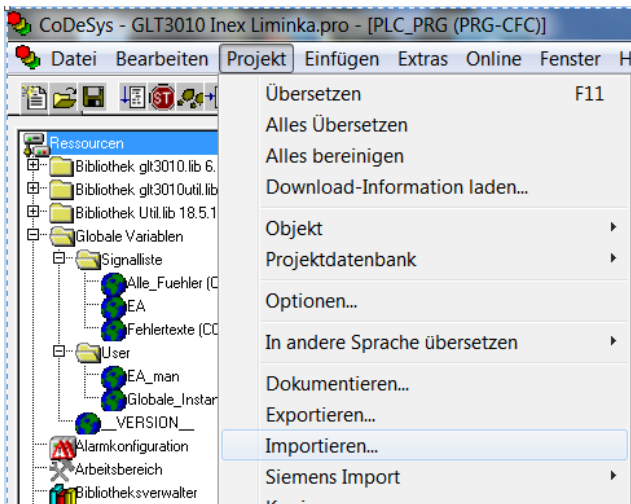 CoDeSys - GLT3010 Inex Liminka.pro - [PLC_PRG (PRG-CFC)]
Datei Bearbeiten Projekt Einfügen Extras Online Fenster H
Übersetzen F11
Alles Übersetzen
Alles bereinigen
Download-Information laden...
Objekt
Projektdatenbank
Optionen...
In andere Sprache übersetzen
Dokumentieren...
Exportieren...
Importieren...
Siemens Import
Ressourcen
Bibliothek glt3010.lib 6.
Bibliothek glt3010util.lib
Bibliothek Util.lib 18.5.1
Globale Variablen
Signalliste
Alle_Fuehler (C
EA
Fehlertexte (CO
User
EA_man
Globale_Instan
__VERSION__
Alarmkonfiguration
Arbeitsbereich
Bibliotheksverwalter